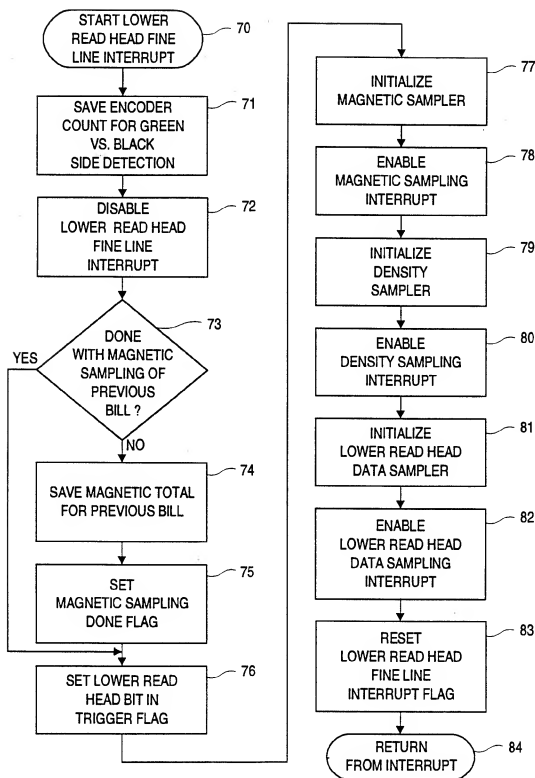 START LOWER
READ HEAD FINE
LINE INTERRUPT
70
SAVE ENCODER
COUNT FOR GREEN
VS. BLACK
SIDE DETECTION
71
DISABLE
LOWER READ HEAD
FINE LINE
INTERRUPT
72
DONE
WITH MAGNETIC
SAMPLING OF
PREVIOUS
BILL ?
73
YES
NO
SAVE MAGNETIC TOTAL
FOR PREVIOUS BILL
74
SET
MAGNETIC SAMPLING
DONE FLAG
75
SET LOWER READ
HEAD BIT IN
TRIGGER FLAG
76
INITIALIZE
MAGNETIC SAMPLER
77
ENABLE
MAGNETIC SAMPLING
INTERRUPT
78
INITIALIZE
DENSITY
SAMPLER
79
ENABLE
DENSITY SAMPLING
INTERRUPT
80
INITIALIZE
LOWER READ HEAD
DATA SAMPLER
81
ENABLE
LOWER READ HEAD
DATA SAMPLING
INTERRUPT
82
RESET
LOWER READ HEAD
FINE LINE
INTERRUPT FLAG
83
RETURN
FROM INTERRUPT
84